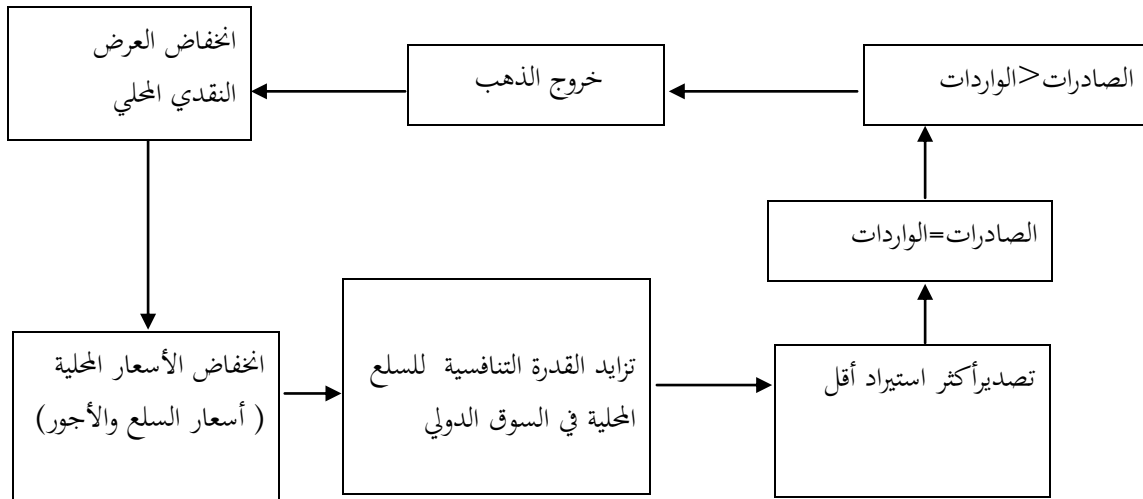 الصادرات<الواردات
خروج الذهب
انخفاض العرض
النقدي المحلي
انخفاض الأسعار المحلية
( أسعار السلع والأجور)
تزايد القدرة التنافسية للسلع
المحلية في السوق الدولي
تصديرأكثر استيراد أقل
الصادرات=الواردات